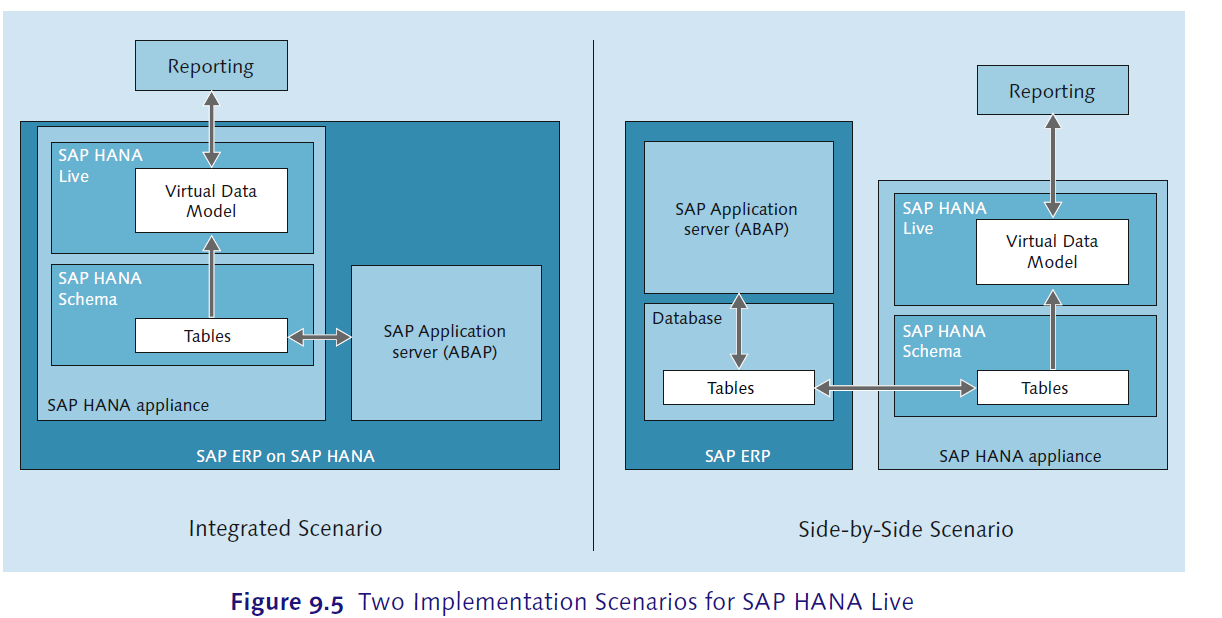 Reporting
SAP HANA
Live
Virtual Data
Model
SAP HANA
Schema
Tables
SAP Application
server (ABAP)
SAP HANA appliance
SAP ERP on SAP HANA
Integrated Scenario
Reporting
SAP Application
server (ABAP)
Database
Tables
SAP ERP
SAP HANA
Live
Virtual Data
Model
SAP HANA
Schema
Tables
SAP HANA appliance
Side-by-Side Scenario
Figure 9.5 Two Implementation Scenarios for SAP HANA Live